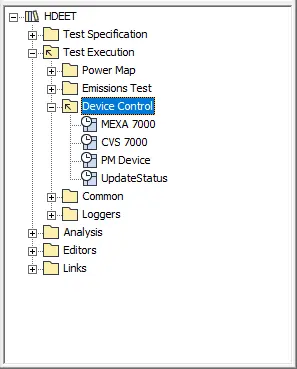 HDEET
Test Specification
Test Execution
Power Map
Emissions Test
Device Control
MEXA 7000
CVS 7000
PM Device
UpdateStatus
Common
Loggers
Analysis
Editors
Links